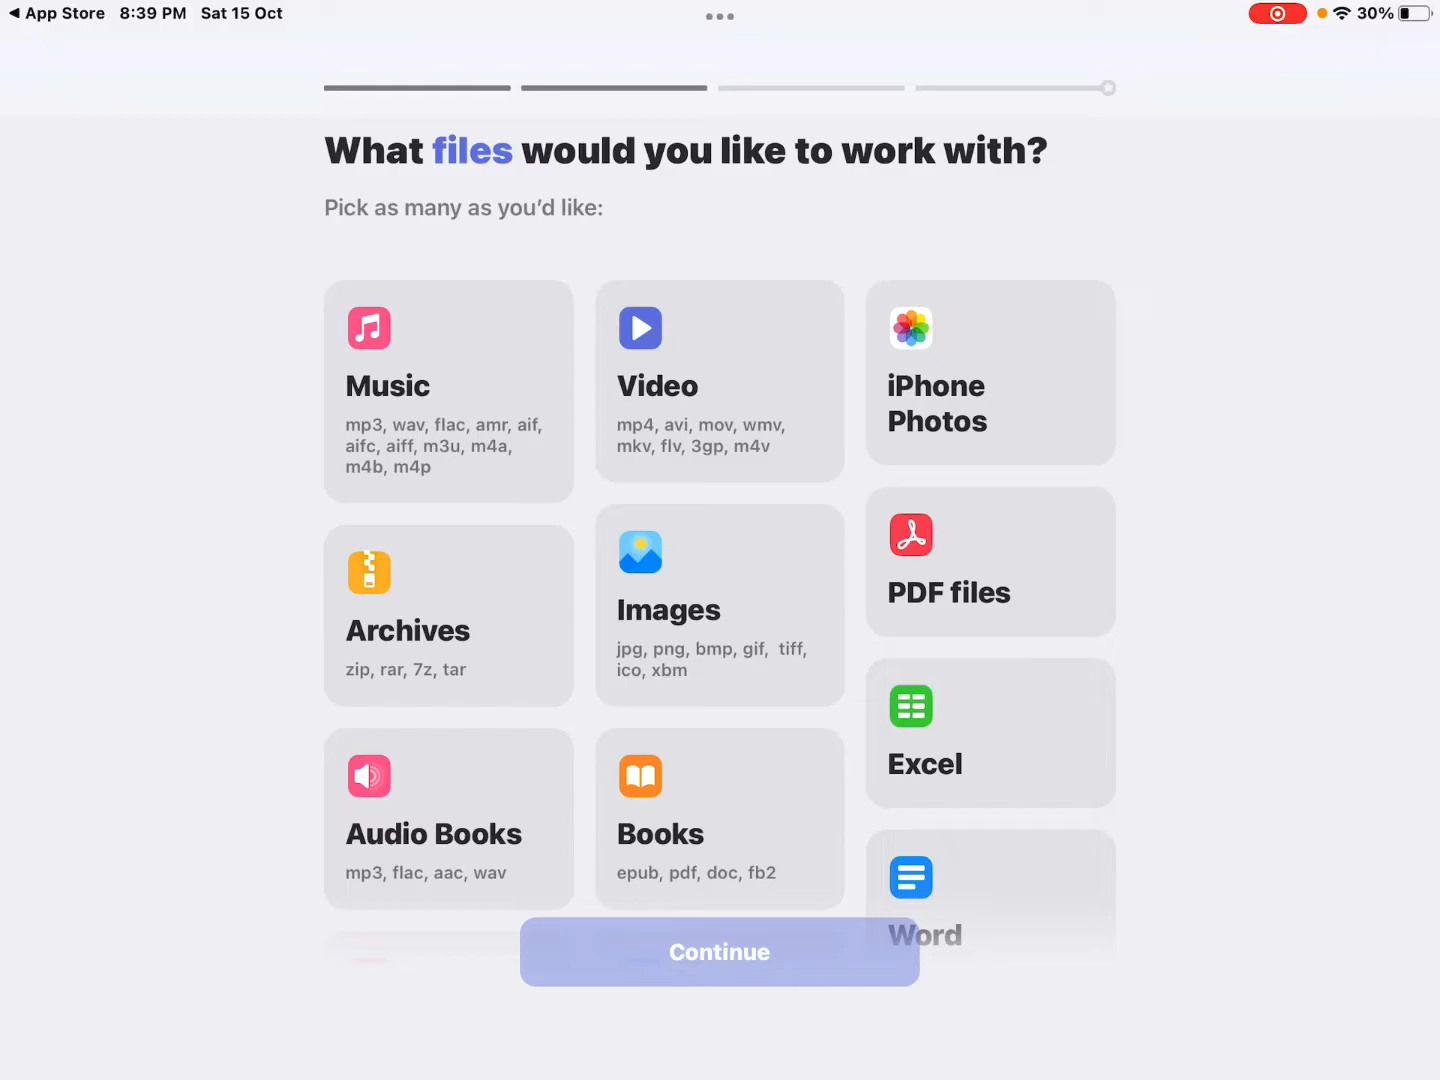 ◀ App Store 8:39 PM Sat 15 Oct
30%
What files would you like to work with?
Pick as many as you’d like:
Music
mp3, wav, flac, amr, aif,
aifc, aiff, m3u, m4a,
m4b, m4p
Video
mp4, avi, mov, wmv,
mkv, flv, 3gp, m4v
iPhone
Photos
Archives
zip, rar, 7z, tar
Images
jpg, png, bmp, gif, tiff,
ico, xbm
PDF files
Excel
Audio Books
mp3, flac, aac, wav
Books
epub, pdf, doc, fb2
Word
Continue